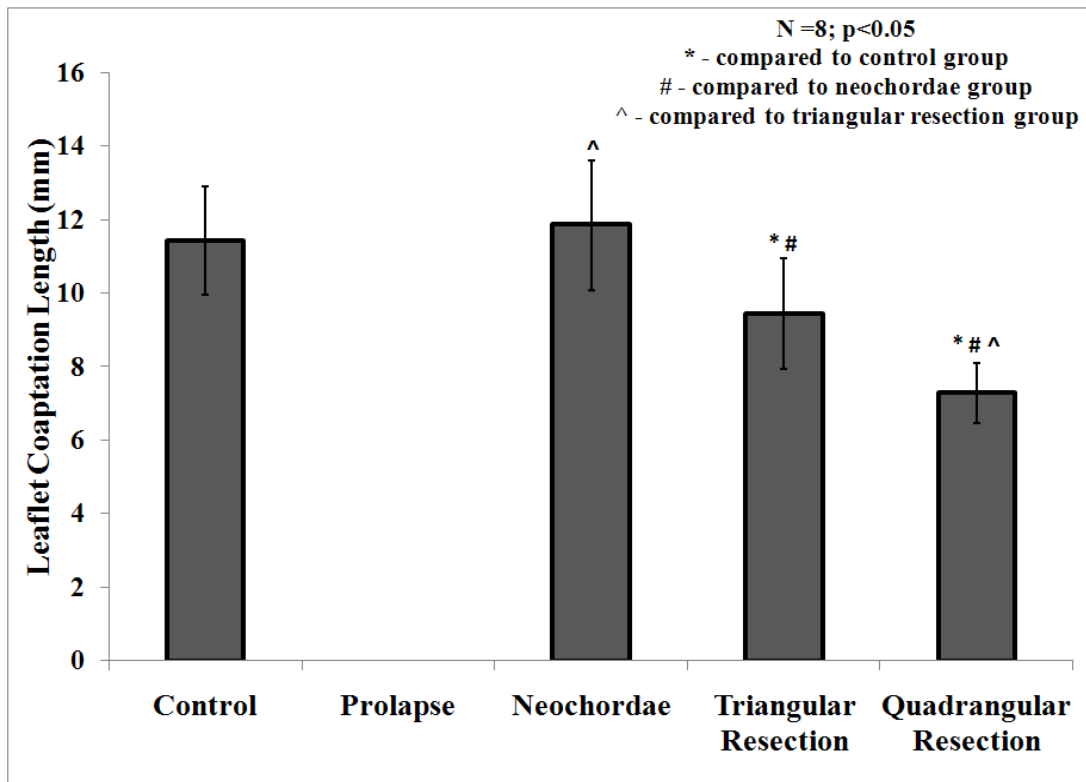 N =8; p<0.05
* - compared to control group
# - compared to neochordae group
^ - compared to triangular resection group
Leaflet Coaptation Length (mm)
16
14
12
10
8
6
4
2
0
^
* #
* # ^
Control
Prolapse
Neochordae
Triangular
Resection
Quadrangular
Resection